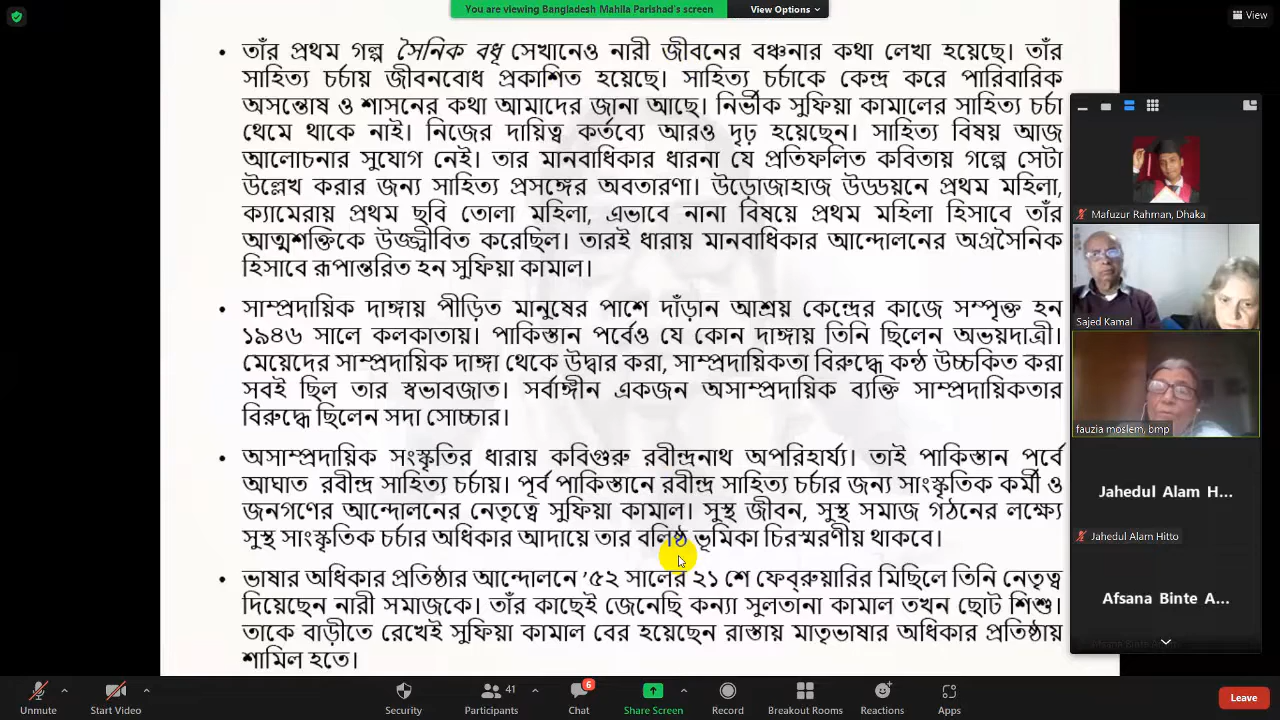 You are viewing Bangladesh Mahila Parishad's screen
View Options
View
তাঁর প্রথম গল্প সৈনিক বধূ সেখানেও নারী জীবনের বঞ্চনার কথা লেখা হয়েছে। তাঁর
সাহিত্য চর্চায় জীবনবোধ প্রকাশিত হয়েছে। সাহিত্য চর্চাকে কেন্দ্র করে পারিবারিক
অসন্তোষ ও শাসনের কথা আমাদের জানা আছে। নির্ভীক সুফিয়া কামালের সাহিত্য চর্চা
থেমে থাকে নাই। নিজের দায়িত্ব কর্তব্যে আরও দৃঢ় হয়েছেন। সাহিত্য বিষয় আজ
আলোচনার সুযোগ নেই। তার মানবাধিকার ধারনা যে প্রতিফলিত কবিতায় গল্পে সেটা
উল্লেখ করার জন্য সাহিত্য প্রসঙ্গের অবতারণা। উড়োজাহাজ উড্ডয়নে প্রথম মহিলা,
ক্যামেরায় প্রথম ছবি তোলা মহিলা, এভাবে নানা বিষয়ে প্রথম মহিলা হিসাবে তাঁর
আত্মশক্তিকে উজ্জ্বীবিত করেছিল। তারই ধারায় মানবাধিকার আন্দোলনের অগ্রসৈনিক
হিসাবে রূপান্তরিত হন সুফিয়া কামাল।
সাম্প্রদায়িক দাঙ্গায় পীড়িত মানুষের পাশে দাঁড়ান আশ্রয় কেন্দ্রের কাজে সম্পৃক্ত হন
১৯৪৬ সালে কলকাতায়। পাকিস্তান পর্বেও যে কোন দাঙ্গায় তিনি ছিলেন অভয়দাত্রী।
মেয়েদের সাম্প্রদায়িক দাঙ্গা থেকে উদ্বার করা, সাম্প্রদায়িকতা বিরুদ্ধে কন্ঠ উচ্চকিত করা
সবই ছিল তার স্বভাবজাত। সর্বাঙ্গীন একজন অসাম্প্রদায়িক ব্যক্তি সাম্প্রদায়িকতার
বিরুদ্ধে ছিলেন সদা সোচ্চার।
অসাম্প্রদায়িক সংস্কৃতির ধারায় কবিগুরু রবীন্দ্রনাথ অপরিহার্য্য। তাই পাকিস্তান পর্বে
আঘাত রবীন্দ্র সাহিত্য চর্চায়। পূর্ব পাকিস্তানে রবীন্দ্র সাহিত্য চর্চার জন্য সাংস্কৃতিক কর্মী ও
জনগণের আন্দোলনের নেতৃত্বে সুফিয়া কামাল। সুস্থ জীবন, সুস্থ সমাজ গঠনের লক্ষ্যে
সুস্থ সাংস্কৃতিক চর্চার অধিকার আদায়ে তার বলিষ্ঠ ভূমিকা চিরস্মরণীয় থাকবে।
ভাষার অধিকার প্রতিষ্ঠার আন্দোলনে ’৫২ সালের ২১ শে ফেব্রুয়ারির মিছিলে তিনি নেতৃত্ব
দিয়েছেন নারী সমাজকে। তাঁর কাছেই জেনেছি কন্যা সুলতানা কামাল তখন ছোট শিশু।
তাকে বাড়ীতে রেখেই সুফিয়া কামাল বের হয়েছেন রাস্তায় মাতৃভাষার অধিকার প্রতিষ্ঠায়
শামিল হতে।
Mafuzur Rahman, Dhaka
Sajed Kamal
fauzia moslem, bmp
Jahedul Alam H...
Jahedul Alam Hitto
Afsana Binte A...
Unmute
Start Video
Security
41
Participants
6
Chat
Share Screen
Record
Breakout Rooms
Reactions
Apps
Leave